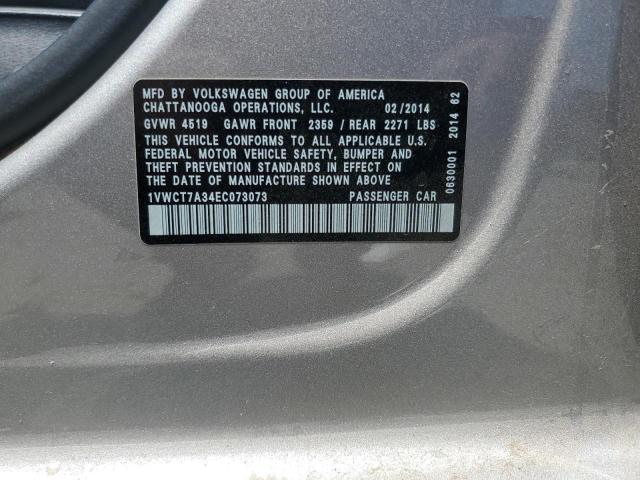 MFD BY VOLKSWAGEN GROUP OF AMERICA
CHATTANOOGA OPERATIONS, LLC. 02/2014
GVWR 4519 GAWR FRONT 2359 / REAR 2271 LBS
THIS VEHICLE CONFORMS TO ALL APPLICABLE U.S.
FEDERAL MOTOR VEHICLE SAFETY, BUMPER AND
THEFT PREVENTION STANDARDS IN EFFECT ON
THE DATE OF MANUFACTURE SHOWN ABOVE
1VWCT7A34EC073073 PASSENGER CAR
0630001 2014 62